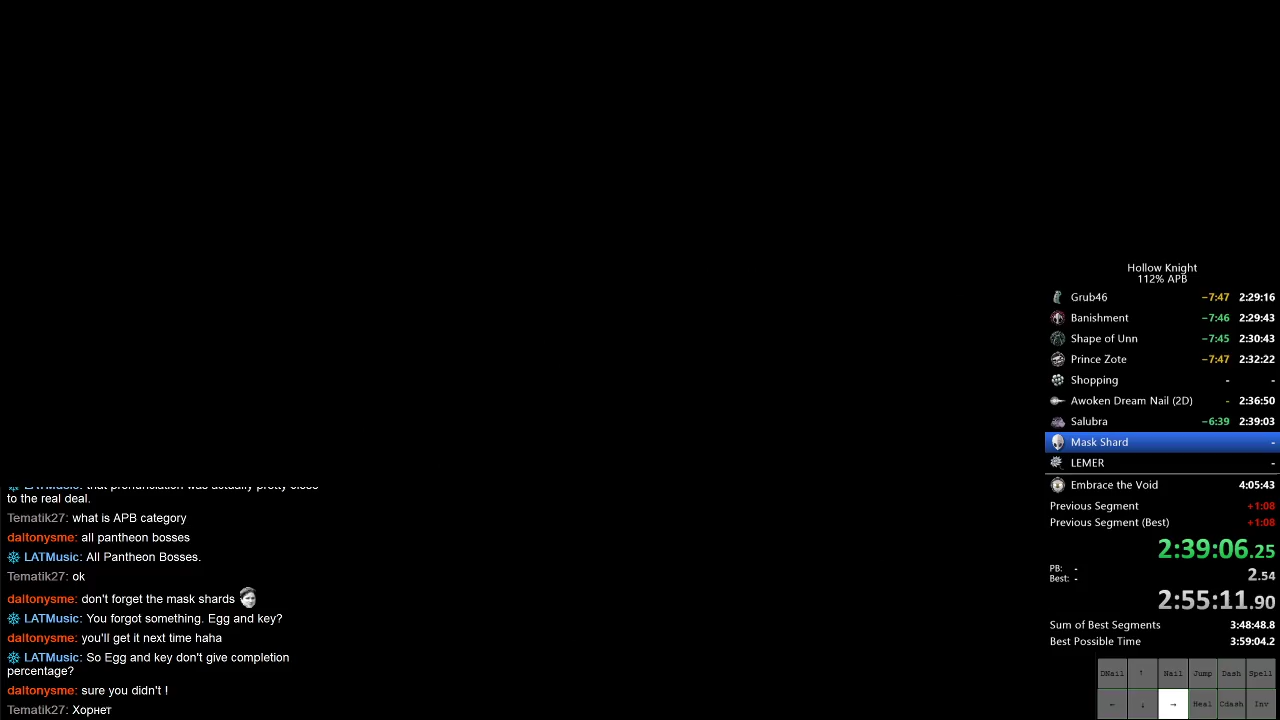 Hollow Knight
112% APB
Grub46 −7:47 2:29:16
Banishment −7:46 2:29:43
Shape of Unn −7:45 2:30:43
Prince Zote −7:47 2:32:22
Shopping - -
Awoken Dream Nail (2D) - 2:36:50
Salubra −6:39 2:39:03
Mask Shard -
LEMER -
Embrace the Void 4:05:43
Previous Segment +1:08
Previous Segment (Best) +1:08
2:39:06.25
PB: -
Best: -
2.54
2:55:11.90
Sum of Best Segments 3:48:48.8
Best Possible Time 3:59:04.2
DNail ↑ Nail Jump Dash Spell
← ↓ → Heal Cdash Inv
LATMusic: that pronunciation was actually pretty close
to the real deal.
Tematik27: what is APB category
daltonysme: all pantheon bosses
LATMusic: All Pantheon Bosses.
Tematik27: ok
daltonysme: don't forget the mask shards
LATMusic: You forgot something. Egg and key?
daltonysme: you'll get it next time haha
LATMusic: So Egg and key don't give completion
percentage?
daltonysme: sure you didn't !
Tematik27: Хорнет